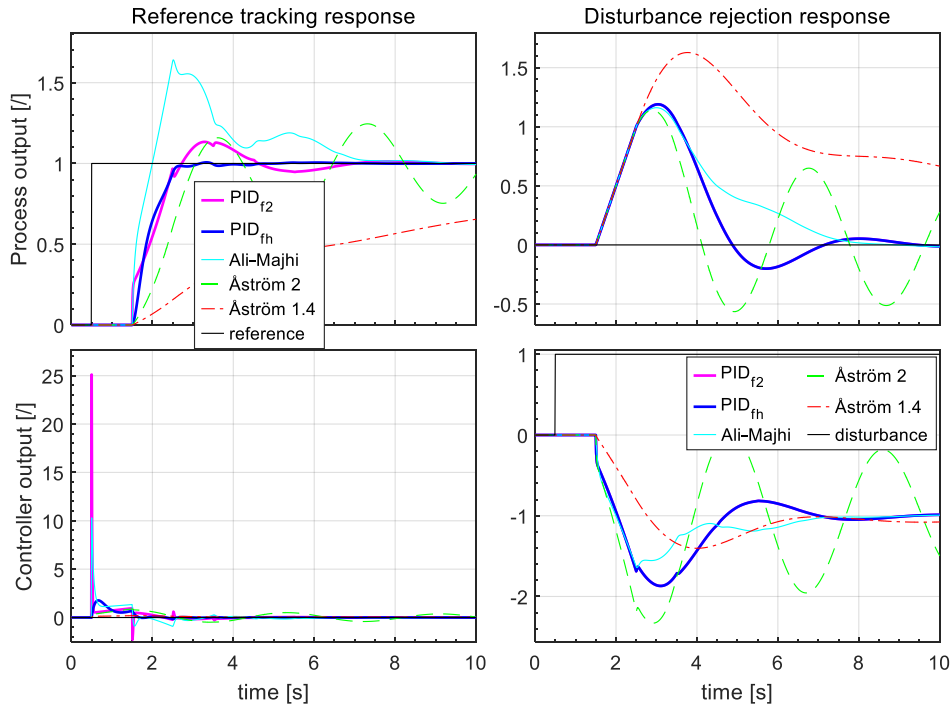 Reference tracking response
Disturbance rejection response
Process output [/]
1.5
1
0.5
0
PID_f2
PID_fh
Ali–Majhi
Åström 2
Åström 1.4
reference
1.5
1
0.5
0
-0.5
Controller output [/]
25
20
15
10
5
0
0 2 4 6 8 10
time [s]
1
0
-1
-2
PID_f2
PID_fh
Ali-Majhi
Åström 2
Åström 1.4
disturbance
0 2 4 6 8 10
time [s]